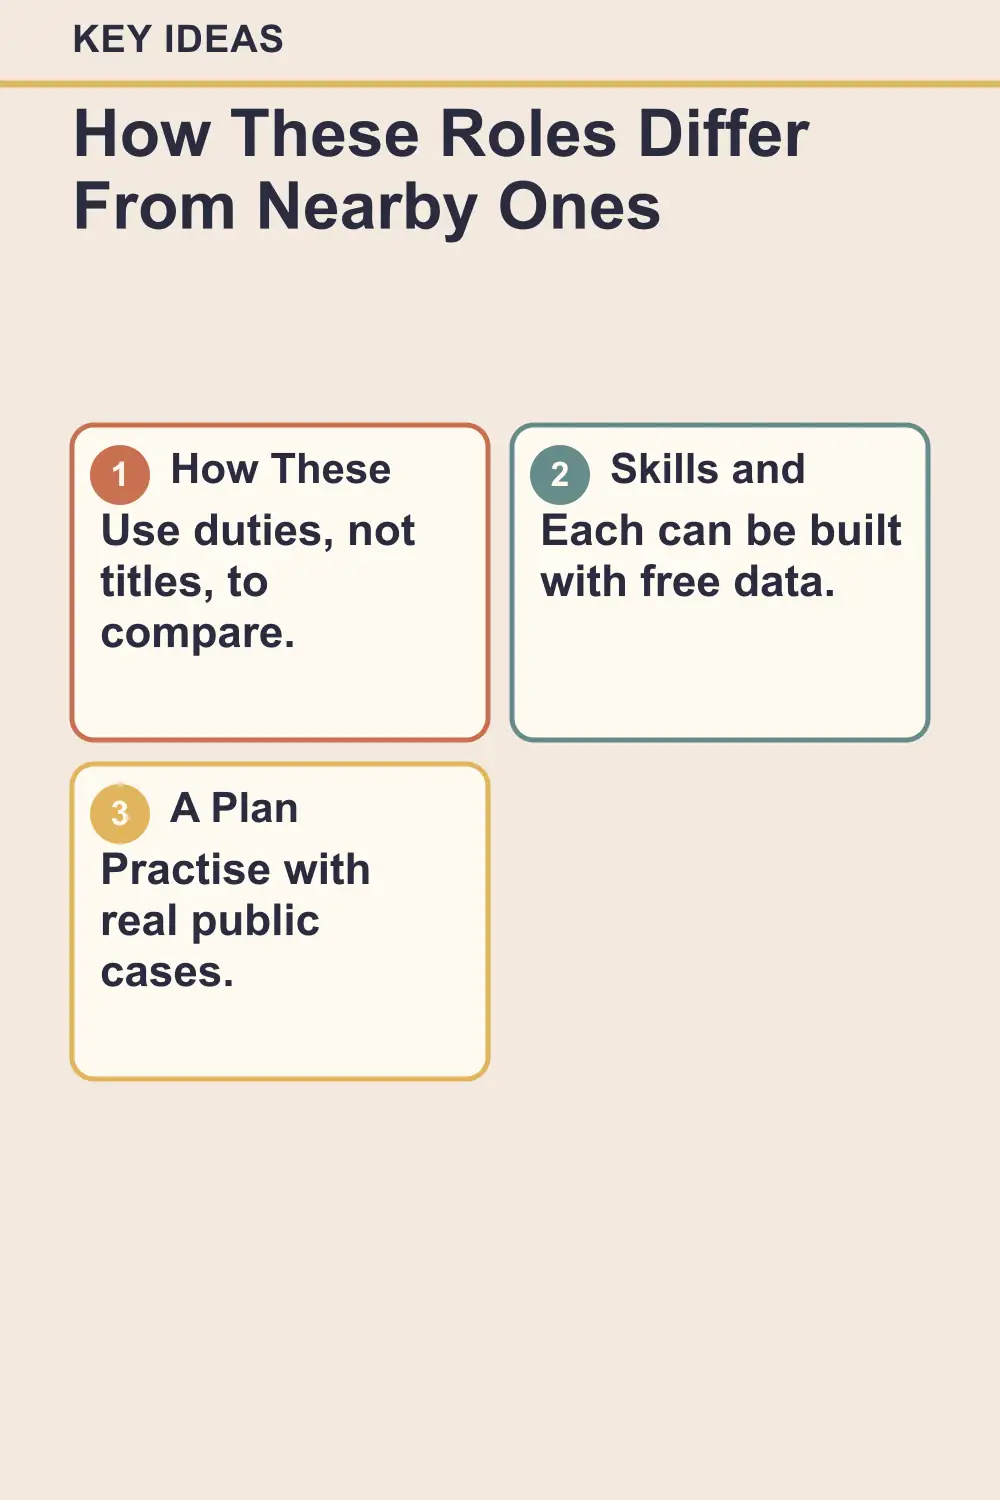 KEY IDEAS
How These Roles Differ
From Nearby Ones
1 How These
Use duties, not
titles, to
compare.
2 Skills and
Each can be built
with free data.
3 A Plan
Practise with
real public
cases.